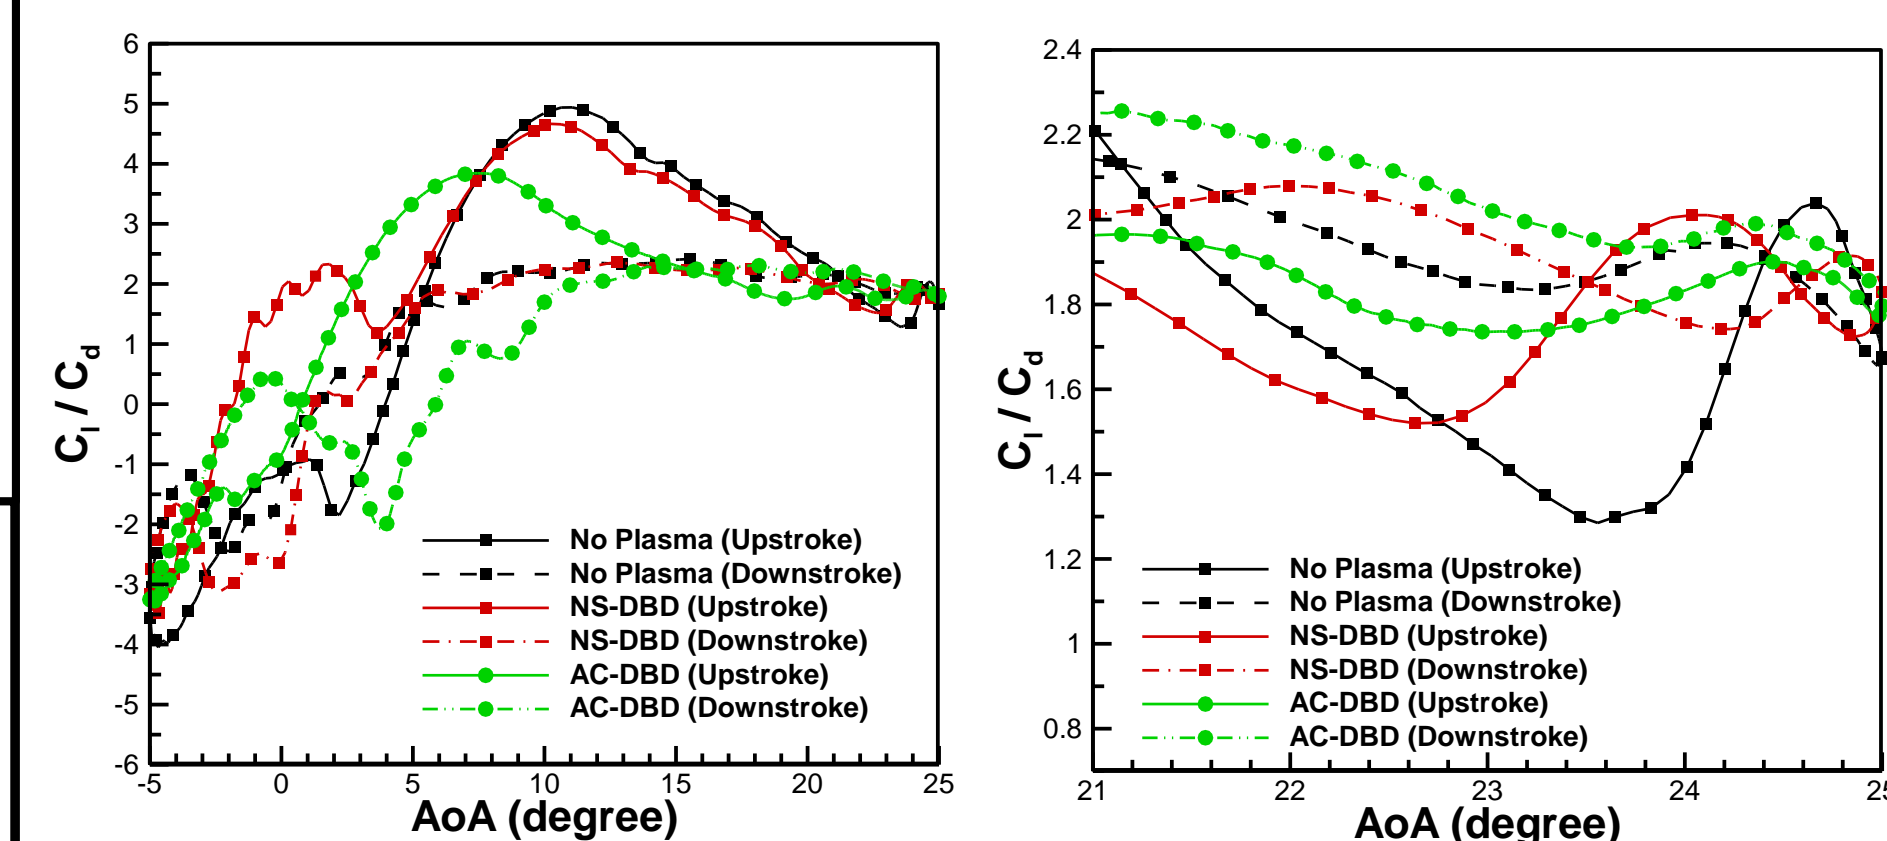 6
5
4
3
2
1
0
-1
-2
-3
-4
-5
-6
Cl / Cd
No Plasma (Upstroke)
No Plasma (Downstroke)
NS-DBD (Upstroke)
NS-DBD (Downstroke)
AC-DBD (Upstroke)
AC-DBD (Downstroke)
-5 0 5 10 15 20 25
AoA (degree)
2.4
2.2
2
1.8
1.6
1.4
1.2
1
0.8
Cl / Cd
No Plasma (Upstroke)
No Plasma (Downstroke)
NS-DBD (Upstroke)
NS-DBD (Downstroke)
AC-DBD (Upstroke)
AC-DBD (Downstroke)
21 22 23 24
AoA (degree)